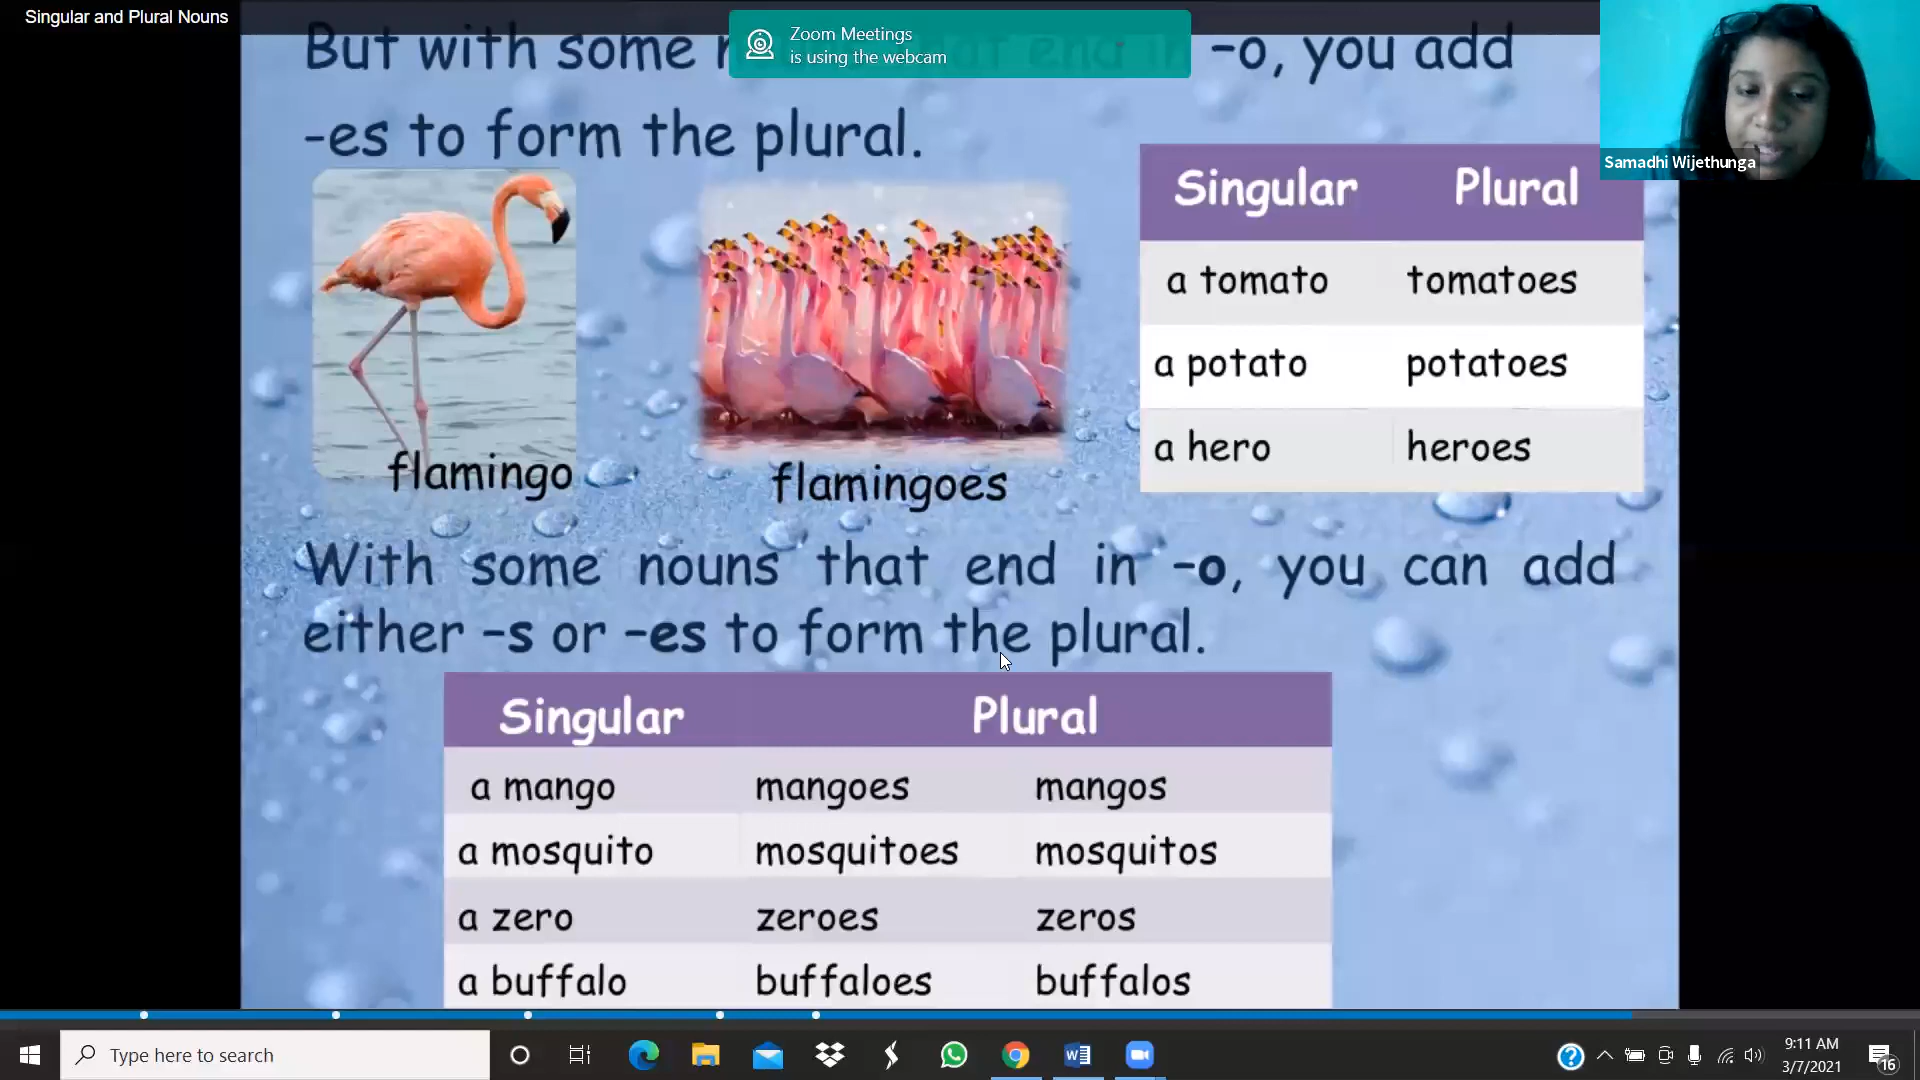 Singular and Plural Nouns
Zoom Meetings
is using the webcam
But with some end in –o, you add
-es to form the plural.
Samadhi Wijethunga
Singular Plural
a tomato tomatoes
a potato potatoes
a hero heroes
flamingo flamingoes
With some nouns that end in –o, you can add
either –s or –es to form the plural.
Singular Plural
a mango mangoes mangos
a mosquito mosquitoes mosquitos
a zero zeroes zeros
a buffalo buffaloes buffalos
Type here to search
9:11 AM
3/7/2021
16